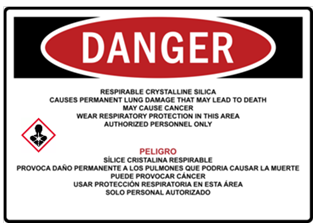 DANGER
RESPIRABLE CRYSTALLINE SILICA
CAUSES PERMANENT LUNG DAMAGE THAT MAY LEAD TO DEATH
MAY CAUSE CANCER
WEAR RESPIRATORY PROTECTION IN THIS AREA
AUTHORIZED PERSONNEL ONLY
PELIGRO
SÍLICE CRISTALINA RESPIRABLE
PROVOCA DAÑO PERMANENTE A LOS PULMONES QUE PODRIA CAUSAR LA MUERTE
PUEDE PROVOCAR CÁNCER
USAR PROTECCIÓN RESPIRATORIA EN ESTA ÁREA
SOLO PERSONAL AUTORIZADO